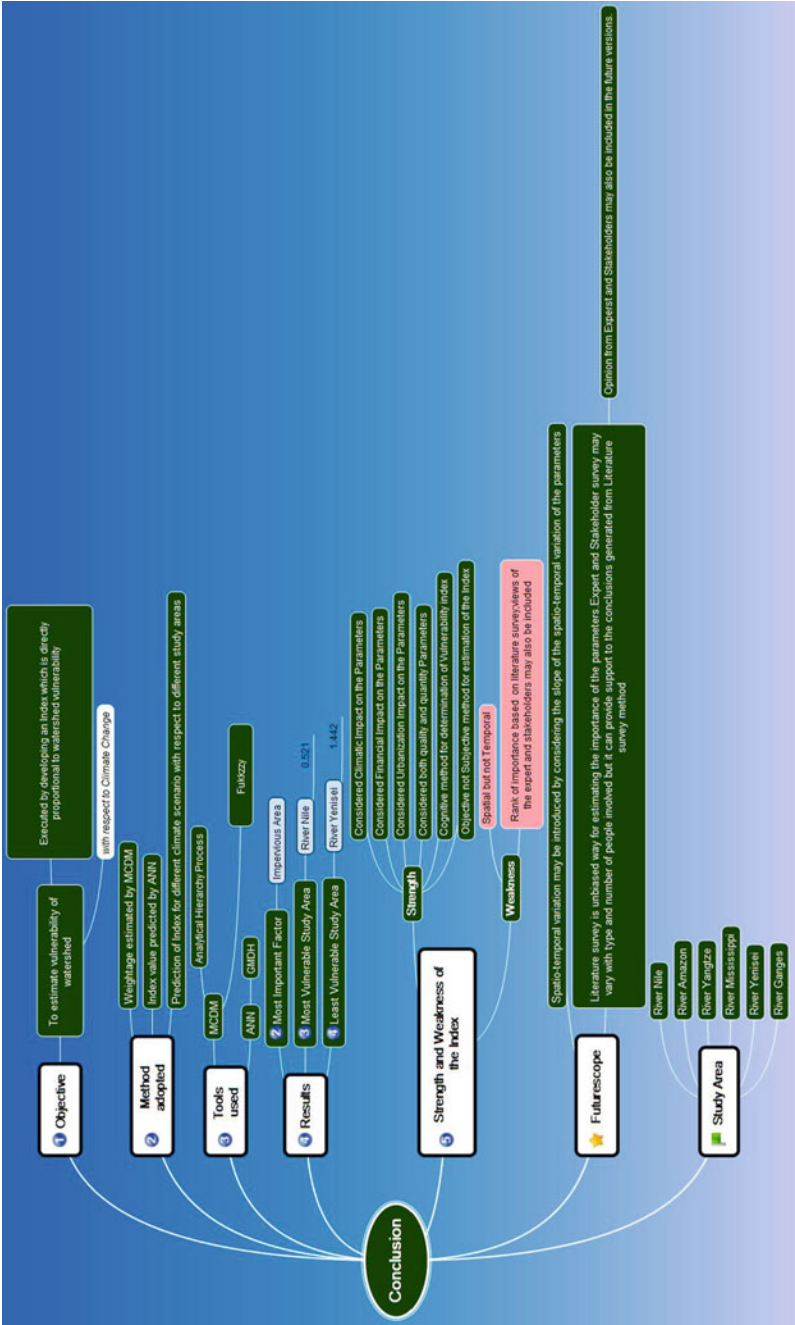 Conclusion
1 Objective
To estimate vulnerability of
watershed
Executed by developing an Index which is directly
proportional to watershed vulnerability
with respect to Climate Change
2 Method
adopted
Weightage estimated by MCDM
Index value predicted by ANN
Prediction of Index for different climate scenario with respect to different study areas
3 Tools
used
MCDM
Analytical Hierarchy Process
Fukkzzy
ANN
GMDH
4 Results
2 Most Important Factor
Impervious Area
3 Most Vulnerable Study Area
River Nile
0.521
4 Least Vulnerable Study Area
River Yenisei
1.442
5 Strength and Weakness of
the Index
Strength
Considered Climatic Impact on the Parameters
Considered Financial Impact on the Parameters
Considered Urbanization Impact on the Parameters
Considered both quality and quantity Parameters
Cognitive method for determination of Vulnerability index
Objective not Subjective method for estimation of the Index
Weakness
Spatial but not Temporal
Rank of importance based on literature survey,views of
the expert and stakeholders may also be included
Futurescope
Spatio-temporal variation may be introduced by considering the slope of the spatio-temporal variation of the parameters
Literature survey is unbiased way for estimating the importance of the parameters.Expert and Stakeholder survey may
vary with type and number of people involved but it can provide support to the conclusions generated from Literature
survey method
Opinion from Experst and Stakeholders may also be included in the future versions.
Study Area
River Nile
River Amazon
River Yangtze
River Mississippi
River Yenisei
River Ganges